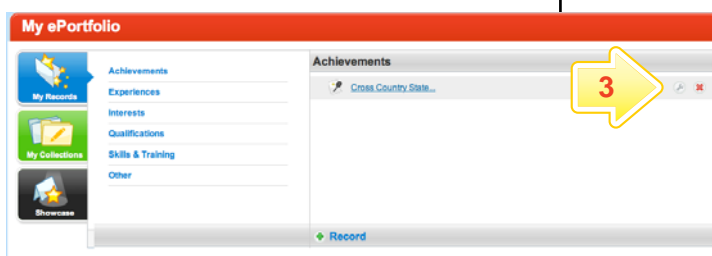 My ePortfolio
My Records
My Collections
Showcase
Achievements
Experiences
Interests
Qualifications
Skills & Training
Other
Achievements
Cross Country State...
3
Record